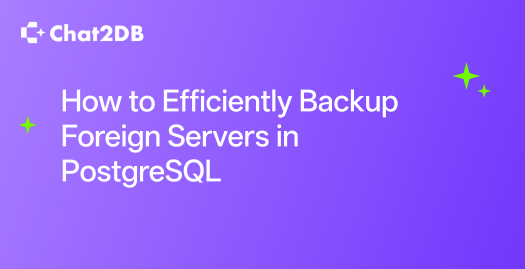 Chat2DB
How to Efficiently Backup
Foreign Servers in
PostgreSQL